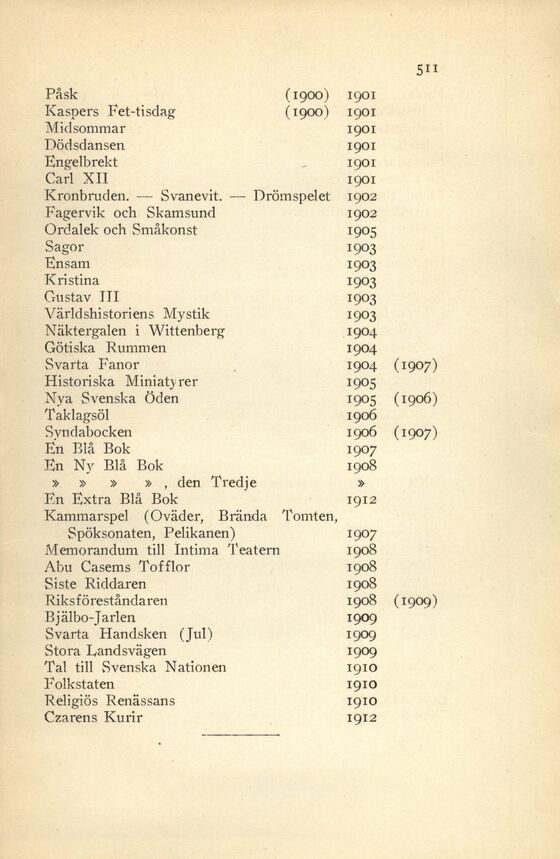 511
Påsk (1900) 1901
Kaspers Fet-tisdag (1900) 1901
Midsommar 1901
Dödsdansen 1901
Engelbrekt 1901
Carl XII 1901
Kronbruden. — Svanevit. — Drömspelet 1902
Fagervik och Skamsund 1902
Ordalek och Småkonst 1905
Sagor 1903
Ensam 1903
Kristina 1903
Gustav III 1903
Världshistoriens Mystik 1903
Näktergalen i Wittenberg 1904
Götiska Rummen 1904
Svarta Fanor 1904 (1907)
Historiska Miniatyrer 1905
Nya Svenska Öden 1905 (1906)
Taklagsöl 1906
Syndabocken 1906 (1907)
En Blå Bok 1907
En Ny Blå Bok 1908
» » » » , den Tredje »
En Extra Blå Bok 1912
Kammarspel (Oväder, Brända Tomten,
Spöksonaten, Pelikanen) 1907
Memorandum till Intima Teatern 1908
Abu Casems Tofflor 1908
Siste Riddaren 1908
Riksföreståndaren 1908 (1909)
Bjälbo-Jarlen 1909
Svarta Handsken (Jul) 1909
Stora Landsvägen 1909
Tal till Svenska Nationen 1910
Folkstaten 1910
Religiös Renässans 1910
Czarens Kurir 1912